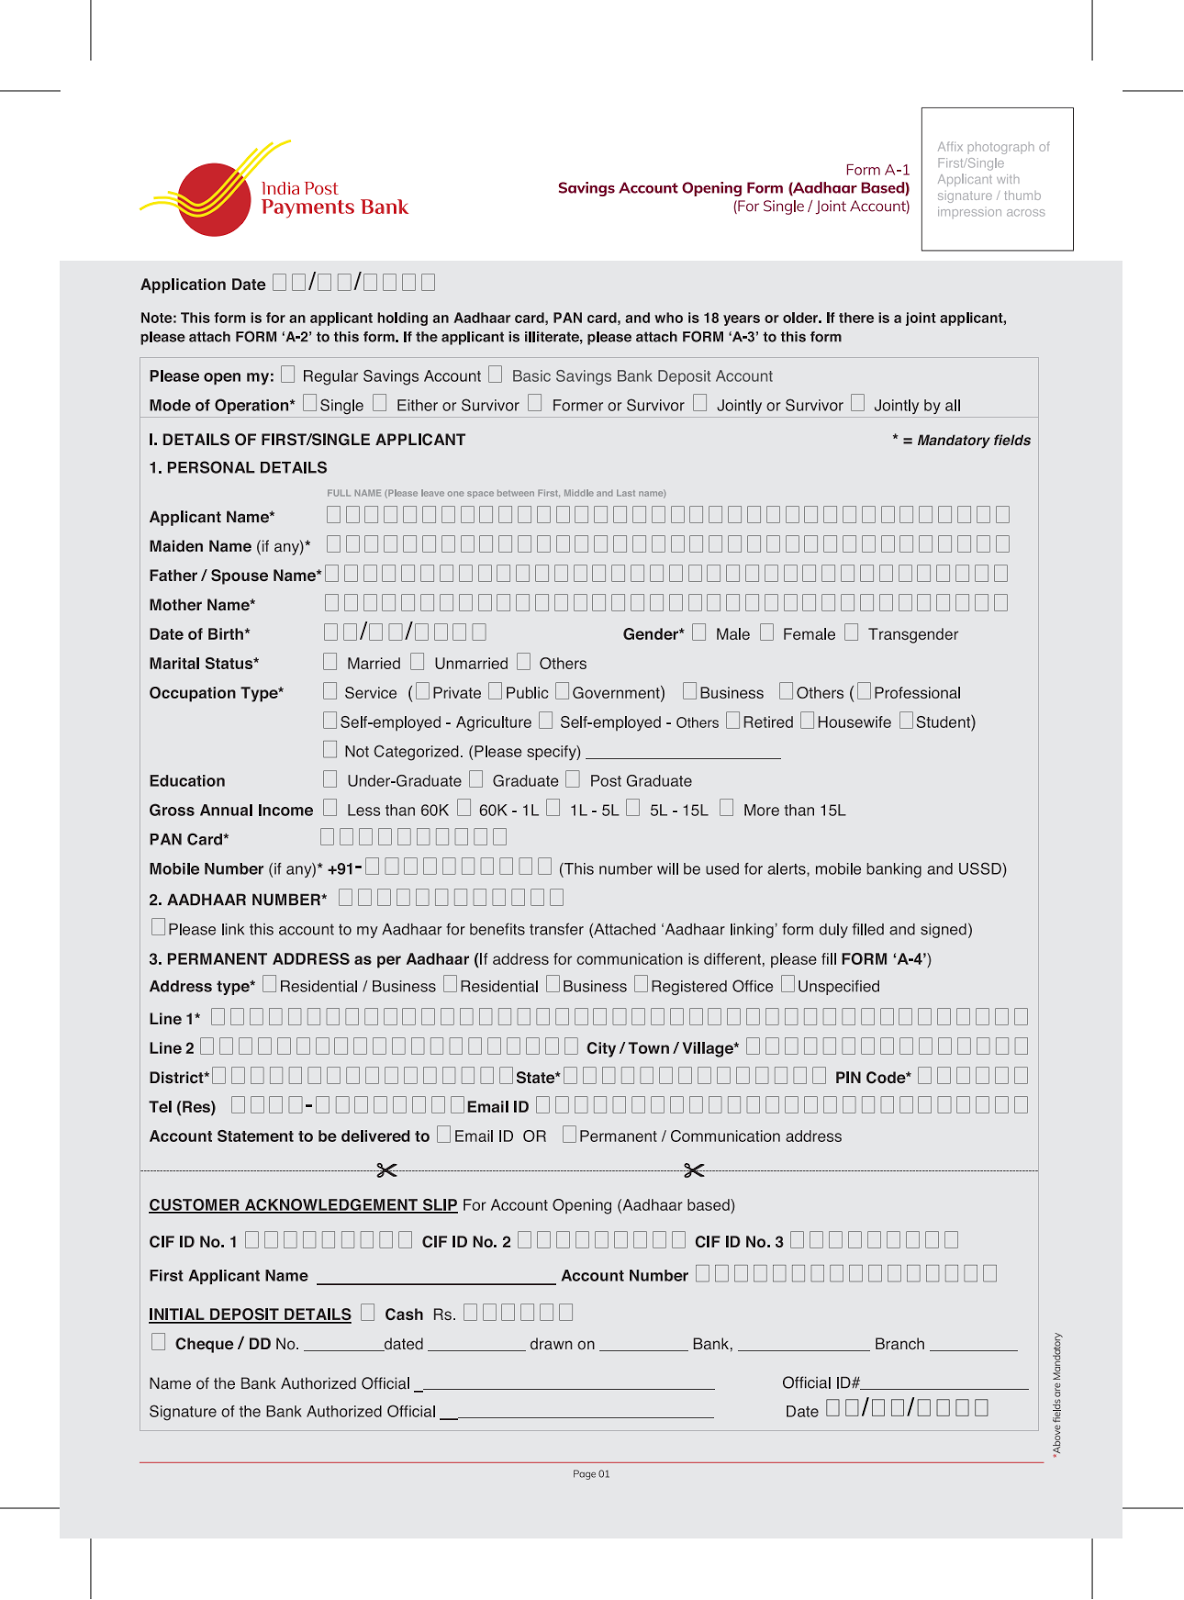 India Post
Payments Bank
Form A-1
Savings Account Opening Form (Aadhaar Based)
(For Single / Joint Account)
Affix photograph of
First/Single
Applicant with
signature / thumb
impression across
Application Date / /
Note: This form is for an applicant holding an Aadhaar card, PAN card, and who is 18 years or older. If there is a joint applicant,
please attach FORM ‘A-2’ to this form. If the applicant is illiterate, please attach FORM ‘A-3’ to this form
Please open my: Regular Savings Account Basic Savings Bank Deposit Account
Mode of Operation* Single Either or Survivor Former or Survivor Jointly or Survivor Jointly by all
I. DETAILS OF FIRST/SINGLE APPLICANT * = Mandatory fields
1. PERSONAL DETAILS
FULL NAME (Please leave one space between First, Middle and Last name)
Applicant Name*
Maiden Name (if any)*
Father / Spouse Name*
Mother Name*
Date of Birth* / / Gender* Male Female Transgender
Marital Status* Married Unmarried Others
Occupation Type* Service (Private Public Government) Business Others (Professional
Self-employed - Agriculture Self-employed - Others Retired Housewife Student)
Not Categorized. (Please specify)
Education Under-Graduate Graduate Post Graduate
Gross Annual Income Less than 60K 60K - 1L 1L - 5L 5L - 15L More than 15L
PAN Card*
Mobile Number (if any)* +91- (This number will be used for alerts, mobile banking and USSD)
2. AADHAAR NUMBER*
Please link this account to my Aadhaar for benefits transfer (Attached ‘Aadhaar linking’ form duly filled and signed)
3. PERMANENT ADDRESS as per Aadhaar (If address for communication is different, please fill FORM ‘A-4’)
Address type* Residential / Business Residential Business Registered Office Unspecified
Line 1*
Line 2 City / Town / Village*
District* State* PIN Code*
Tel (Res) - Email ID
Account Statement to be delivered to Email ID OR Permanent / Communication address
CUSTOMER ACKNOWLEDGEMENT SLIP For Account Opening (Aadhaar based)
CIF ID No. 1 CIF ID No. 2 CIF ID No. 3
First Applicant Name Account Number
INITIAL DEPOSIT DETAILS Cash Rs.
Cheque / DD No. dated drawn on Bank, Branch
Name of the Bank Authorized Official Official ID#
Signature of the Bank Authorized Official Date / /
*Above fields are Mandatory
Page 01